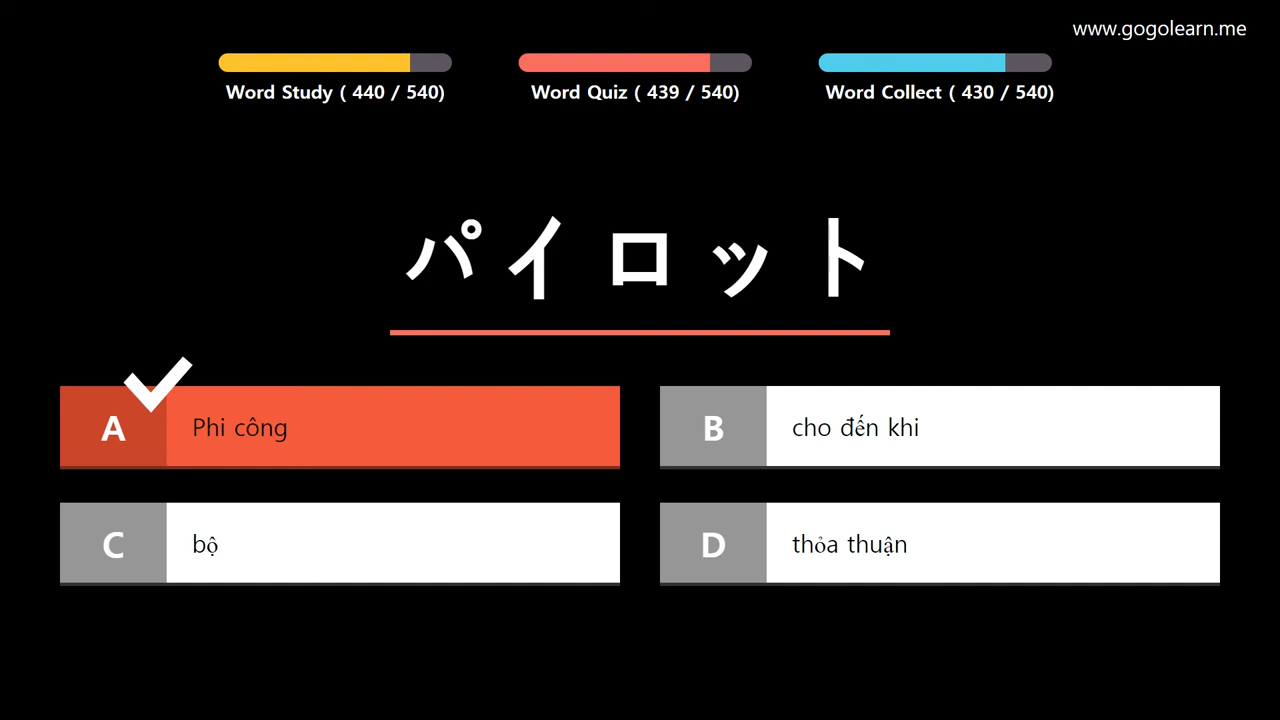 www.gogolearn.me
Word Study ( 440 / 540)
Word Quiz ( 439 / 540)
Word Collect ( 430 / 540)
パイロット
A Phi công
B cho đến khi
C bộ
D thỏa thuận